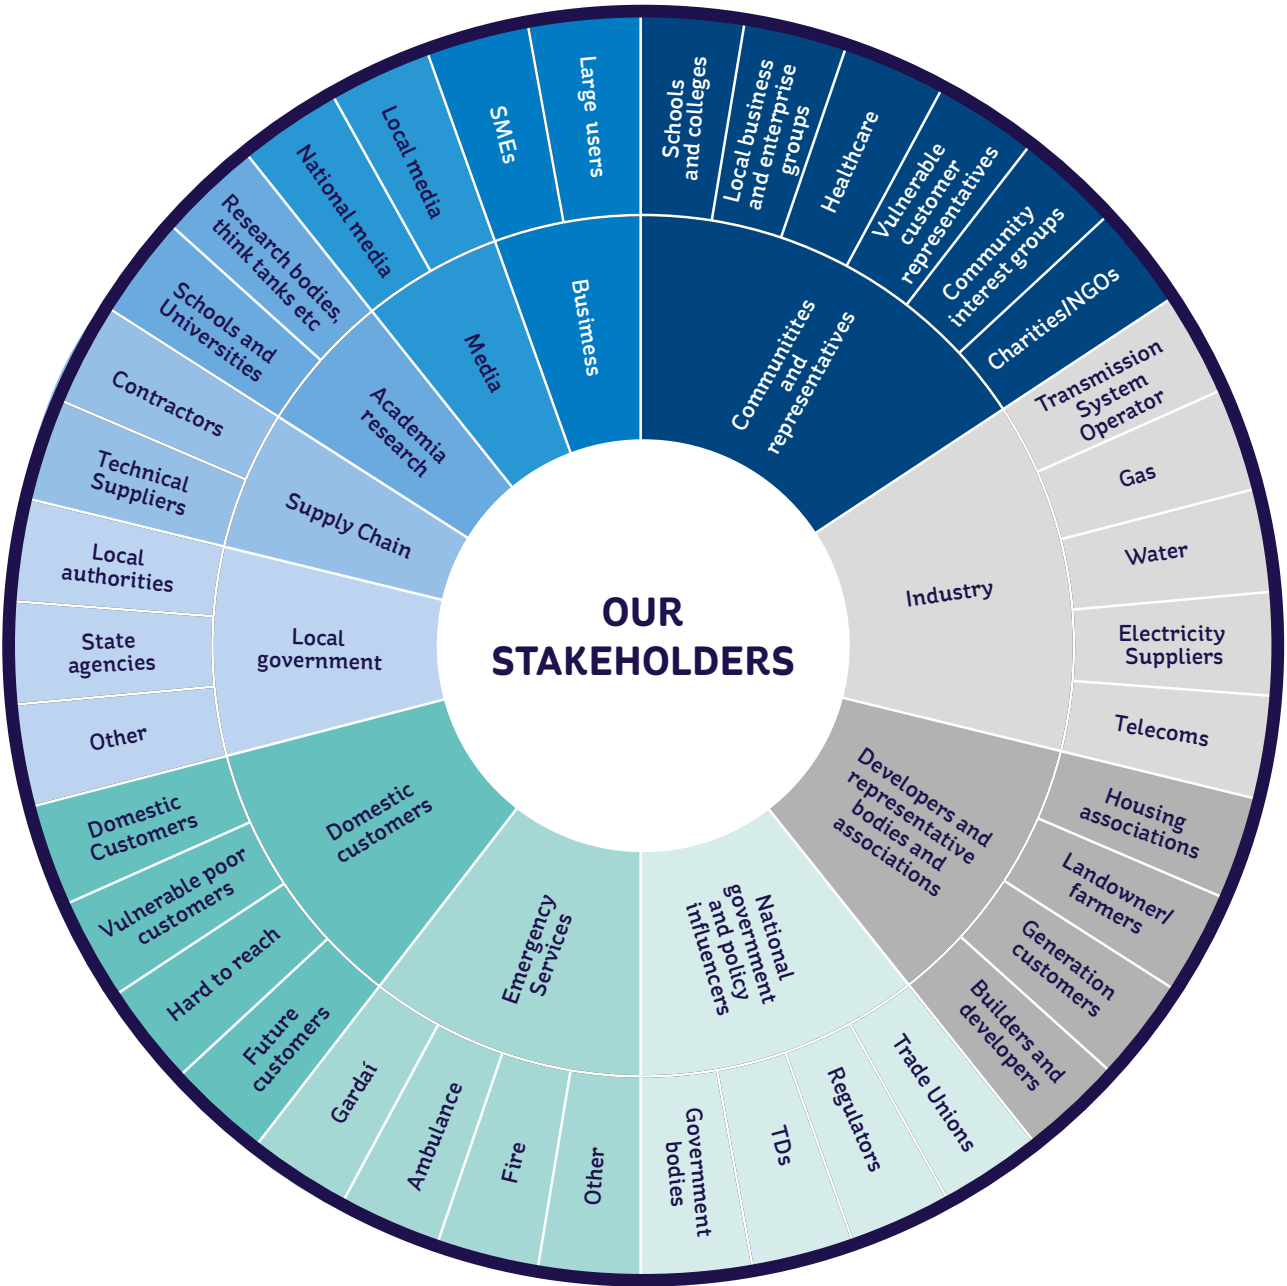 OUR
STAKEHOLDERS
Communitites
and
representatives
Schools
and colleges
Local business
and enterprise
groups
Healthcare
Vulnerable
customer
representatives
Community
interest groups
Charities/NGOs
Industry
Transmission
System
Operator
Gas
Water
Electricity
Suppliers
Telecoms
Developers and
representative
bodies and
associations
Housing
associations
Landowner/
farmers
Generation
customers
Builders and
developers
National
government
and policy
influencers
Trade Unions
Regulators
TDs
Government
bodies
Emergency
Services
Other
Fire
Ambulance
Gardaí
Domestic
customers
Future
customers
Hard to reach
Vulnerable poor
customers
Domestic
Customers
Local
government
Other
State
agencies
Local
authorities
Supply Chain
Technical
Suppliers
Contractors
Academia
research
Schools and
Universities
Research bodies,
think tanks etc
Media
National media
Local media
Businness
SMEs
Large users